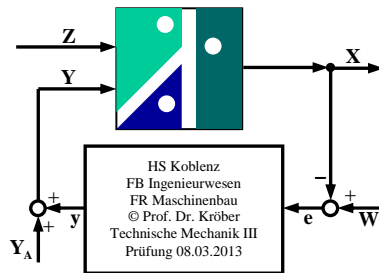 Z
Y
X
HS Koblenz
FB Ingenieurwesen
FR Maschinenbau
© Prof. Dr. Kröber
Technische Mechanik III
Prüfung 08.03.2013
−
+
+
+
y
e
W
Y_A